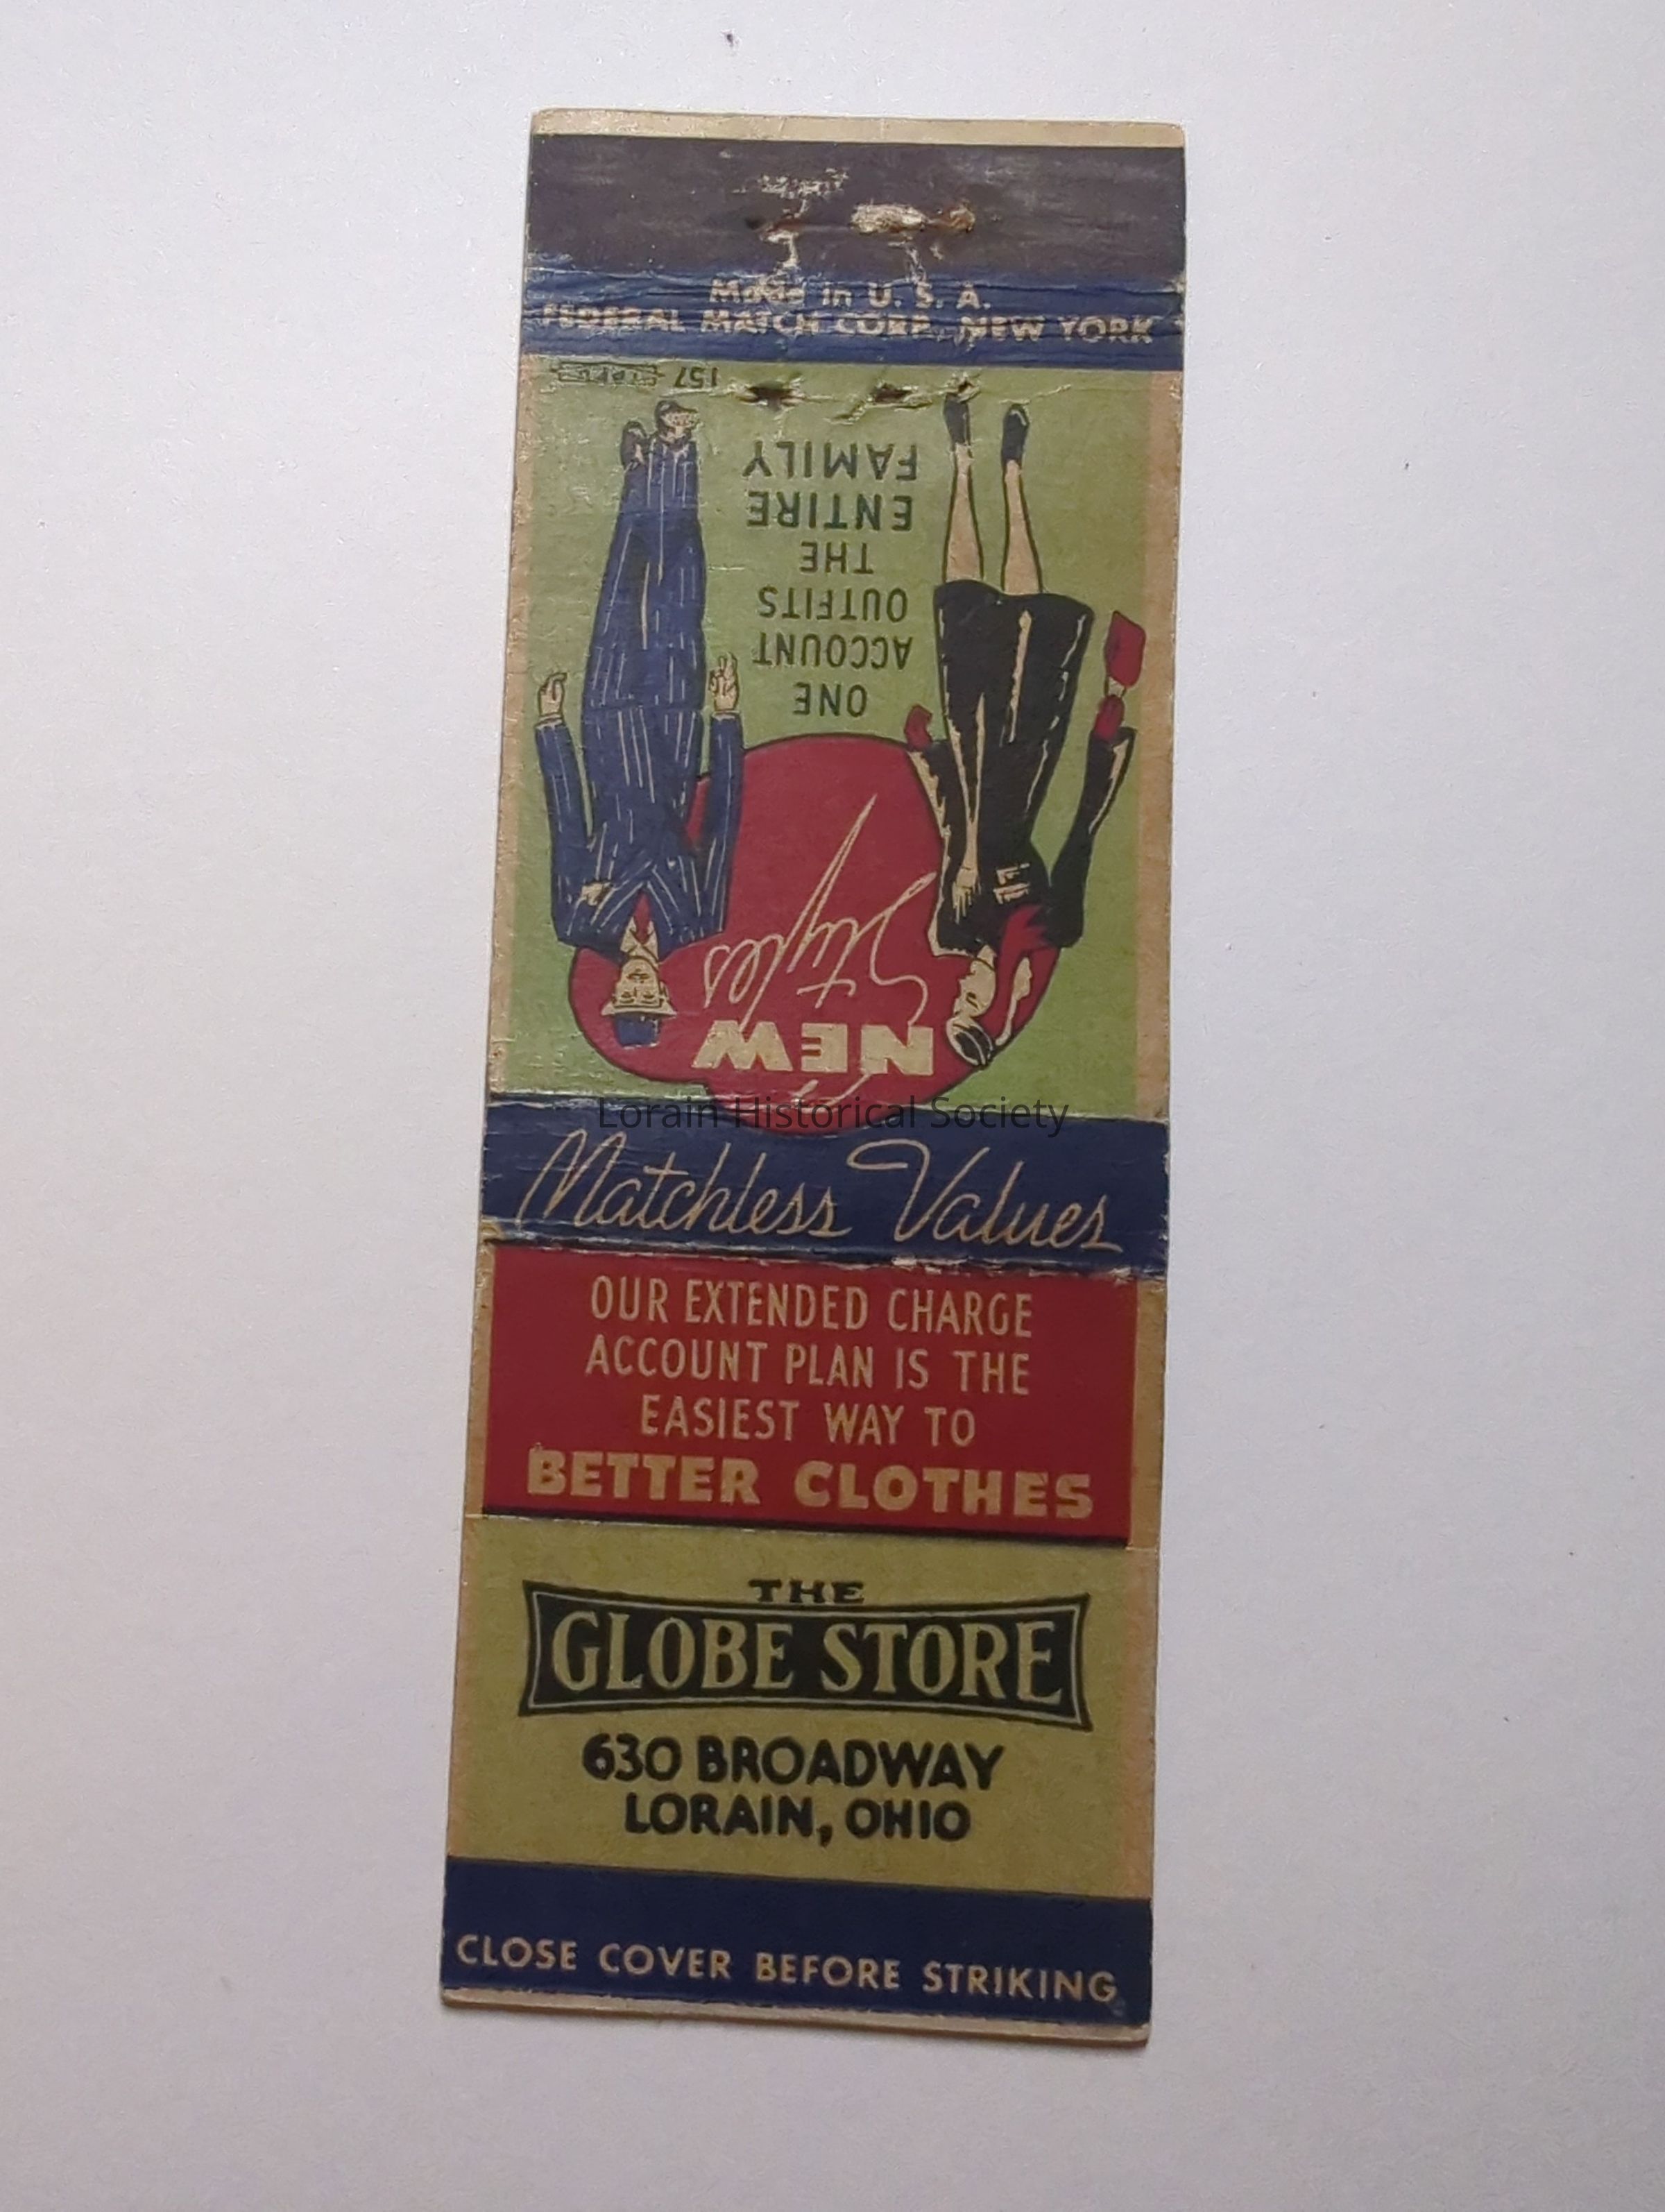 Made in U. S. A.
FEDERAL MATCH CORP., NEW YORK
157
NEW
Styles
ONE
ACCOUNT
OUTFITS
THE
ENTIRE
FAMILY
Lorain Historical Society
Matchless Values
OUR EXTENDED CHARGE
ACCOUNT PLAN IS THE
EASIEST WAY TO
BETTER CLOTHES
THE
GLOBE STORE
630 BROADWAY
LORAIN, OHIO
CLOSE COVER BEFORE STRIKING